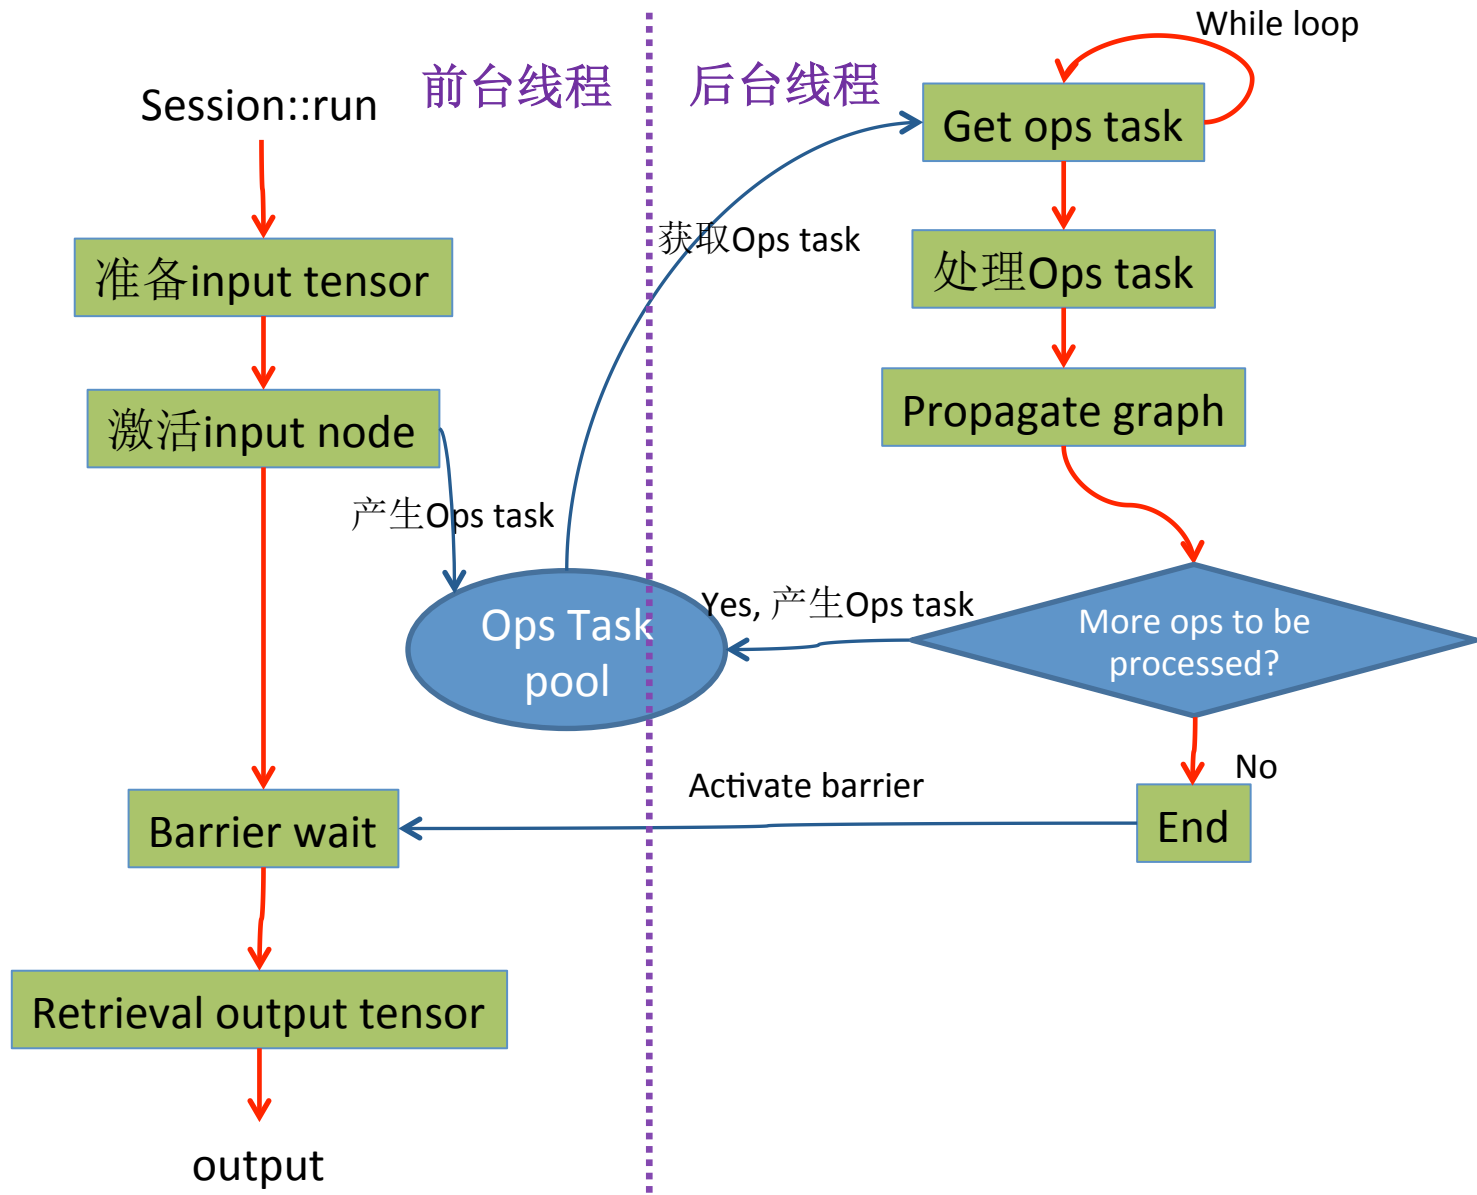 While loop
前台线程
后台线程
Session::run
Get ops task
获取Ops task
准备input tensor
处理Ops task
激活input node
Propagate graph
产生Ops task
Ops Task
pool
Yes, 产生Ops task
More ops to be
processed?
No
Activate barrier
Barrier wait
End
Retrieval output tensor
output